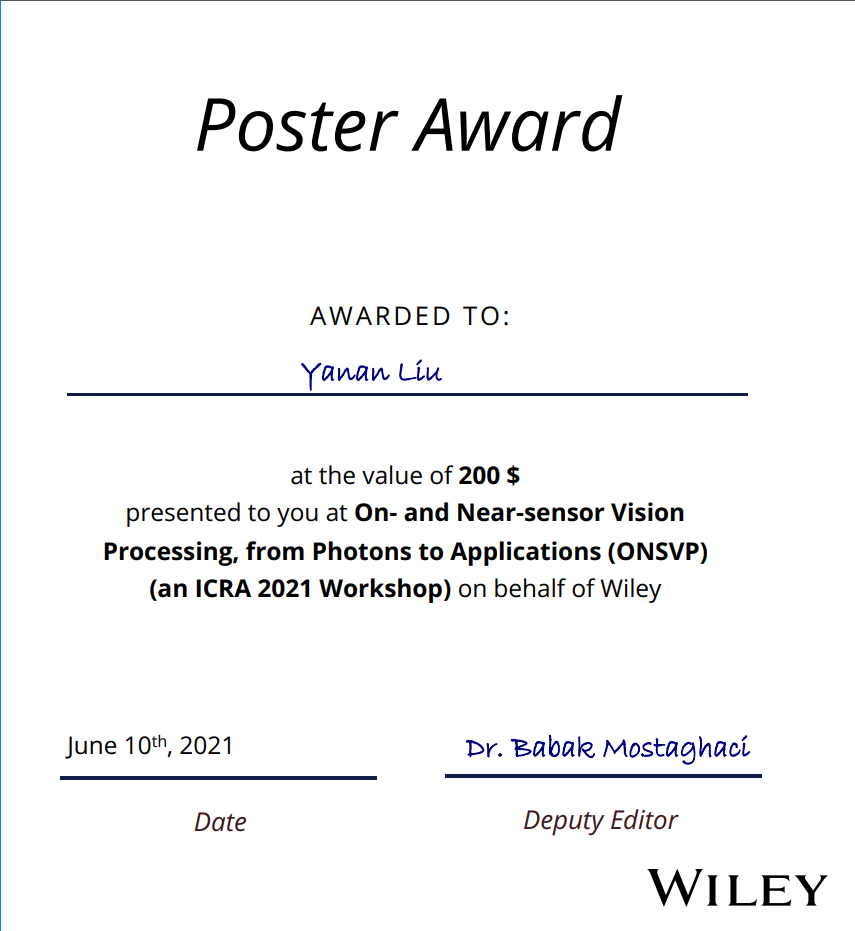 Poster Award
AWARDED TO:
Yanan Liu
at the value of 200 $
presented to you at On- and Near-sensor Vision
Processing, from Photons to Applications (ONSVP)
(an ICRA 2021 Workshop) on behalf of Wiley
June 10th, 2021
Dr. Babak Mostaghaci
Date
Deputy Editor
WILEY